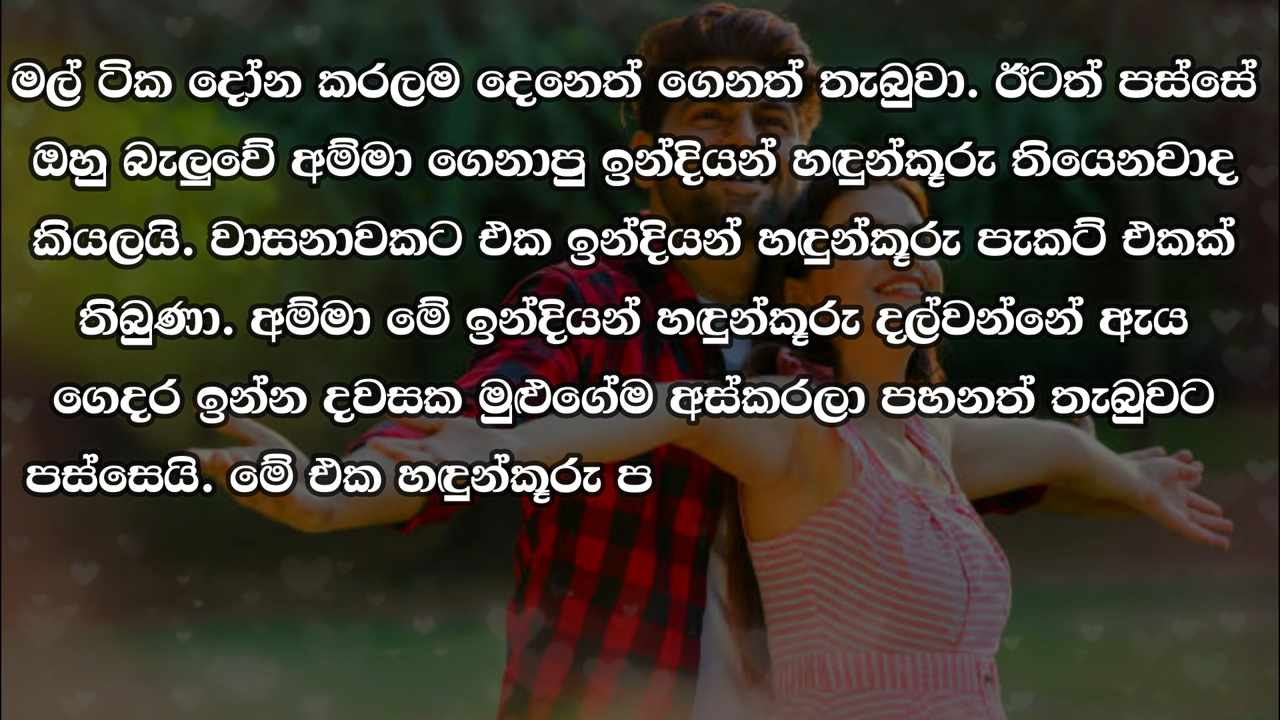 මල් ටික දෝන කරලම දෙනෙත් ගෙනත් තැබුවා. ඊටත් පස්සේ
ඔහු බැලුවේ අම්මා ගෙනාපු ඉන්දියන් හඳුන්කූරු තියෙනවාද
කියලයි. වාසනාවකට එක ඉන්දියන් හඳුන්කූරු පැකට් එකක්
තිබුණා. අම්මා මේ ඉන්දියන් හඳුන්කූරු දල්වන්නේ ඇය
ගෙදර ඉන්න දවසක මුළුගේම අස්කරලා පහනත් තැබුවට
පස්සෙයි. මේ එක හඳුන්කූරු ප